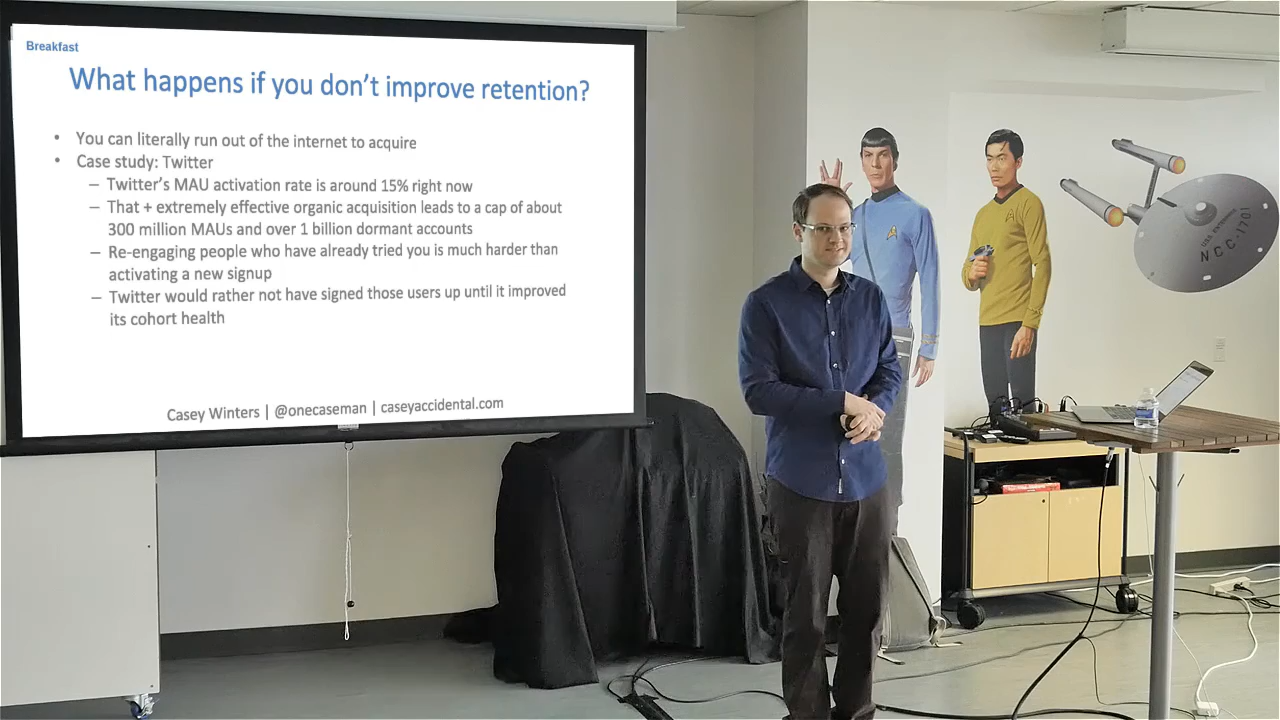 Breakfast
What happens if you don't improve retention?
• You can literally run out of the internet to acquire
• Case study: Twitter
– Twitter's MAU activation rate is around 15% right now
– That + extremely effective organic acquisition leads to a cap of about
300 million MAUs and over 1 billion dormant accounts
– Re-engaging people who have already tried you is much harder than
activating a new signup
– Twitter would rather not have signed those users up until it improved
its cohort health
Casey Winters | @onecaseman | caseyaccidental.com
USS ENTERPRISE
NCC-1701